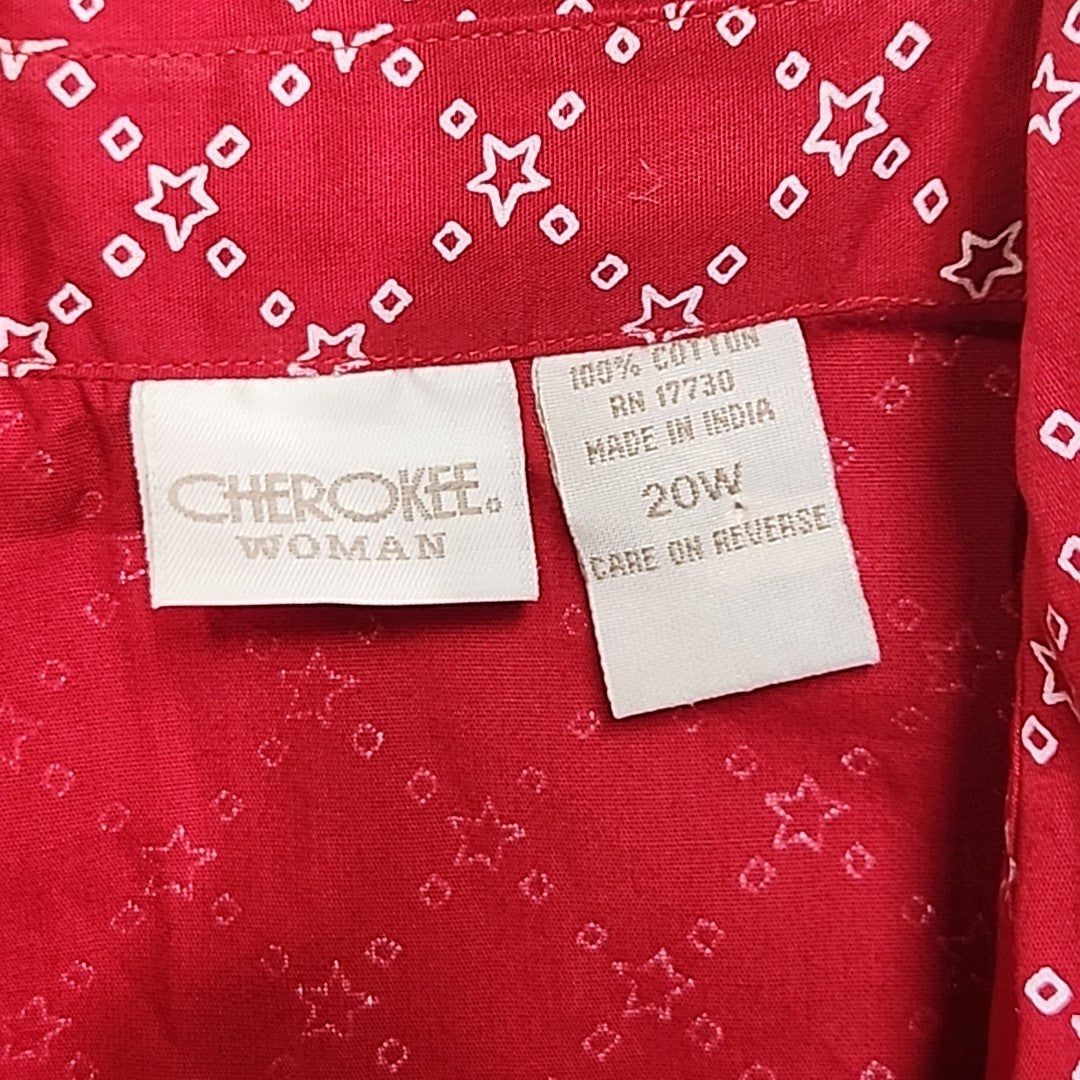 CHEROKEE.
WOMAN
100% COTTON
RN 17730
MADE IN INDIA
20W
CARE ON REVERSE